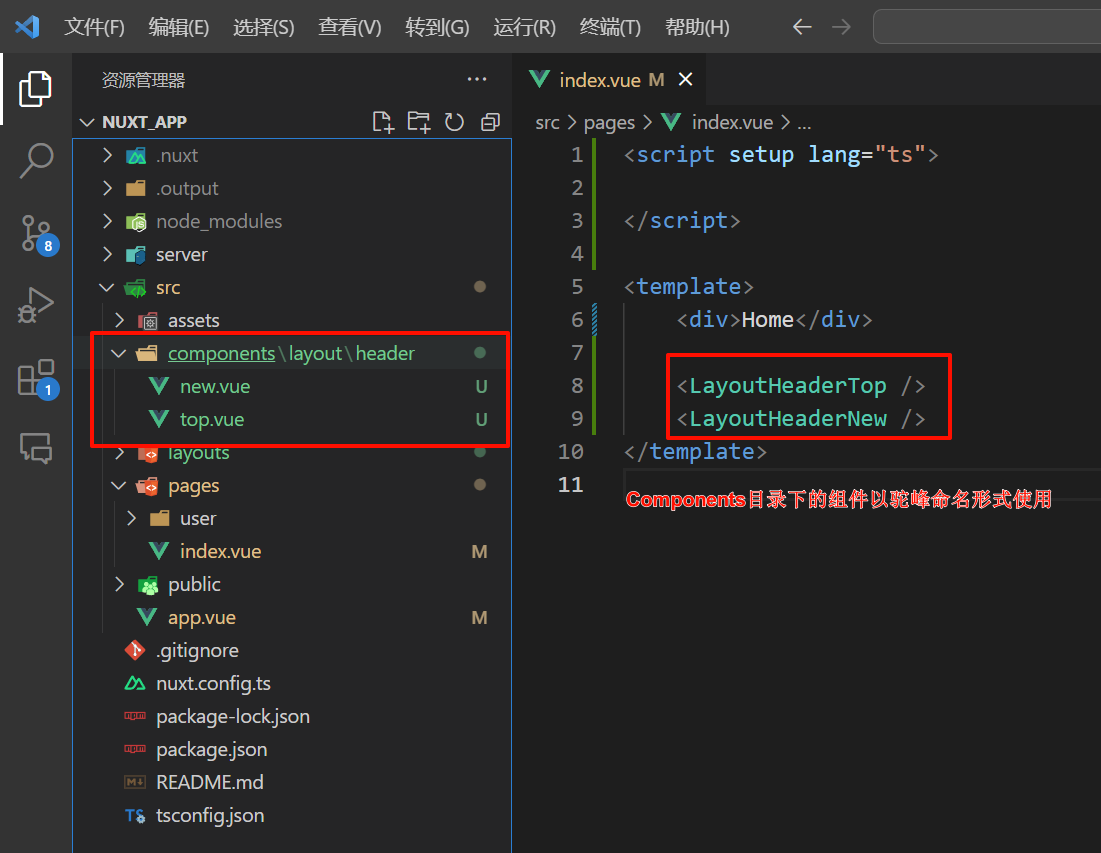 文件(F) 编辑(E) 选择(S) 查看(V) 转到(G) 运行(R) 终端(T) 帮助(H)
资源管理器 ···
NUXT_APP
.nuxt
.output
node_modules
server
src
assets
components\layout\header
new.vue U
top.vue U
layouts
pages
user
index.vue M
public
app.vue M
.gitignore
nuxt.config.ts
package-lock.json
package.json
README.md
TS tsconfig.json
8
1
index.vue M
src > pages > index.vue > ...
1 <script setup lang="ts">
2
3 </script>
4
5 <template>
6 <div>Home</div>
7
8 <LayoutHeaderTop />
9 <LayoutHeaderNew />
10 </template>
11
Components目录下的组件以驼峰命名形式使用